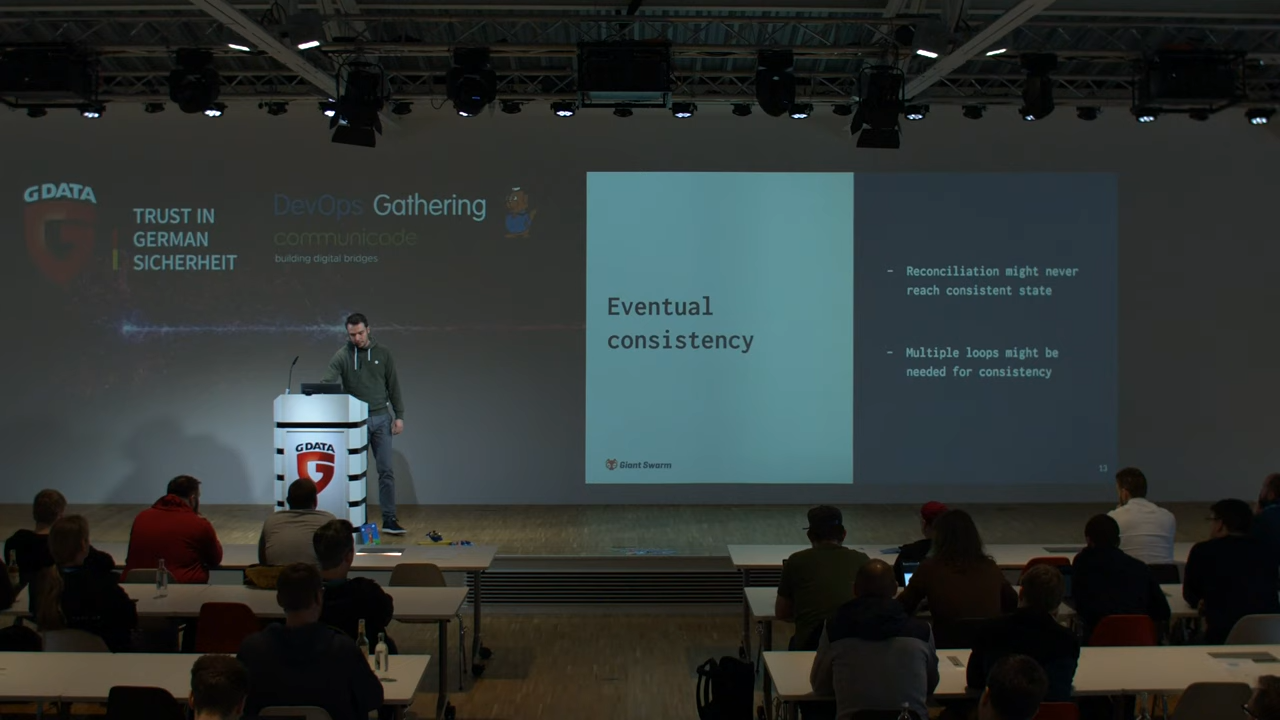 G DATA
TRUST IN
GERMAN
SICHERHEIT
DevOps Gathering
communicode
building digital bridges
Eventual
consistency
Giant Swarm
- Reconciliation might never
reach consistent state
- Multiple loops might be
needed for consistency
13
G DATA